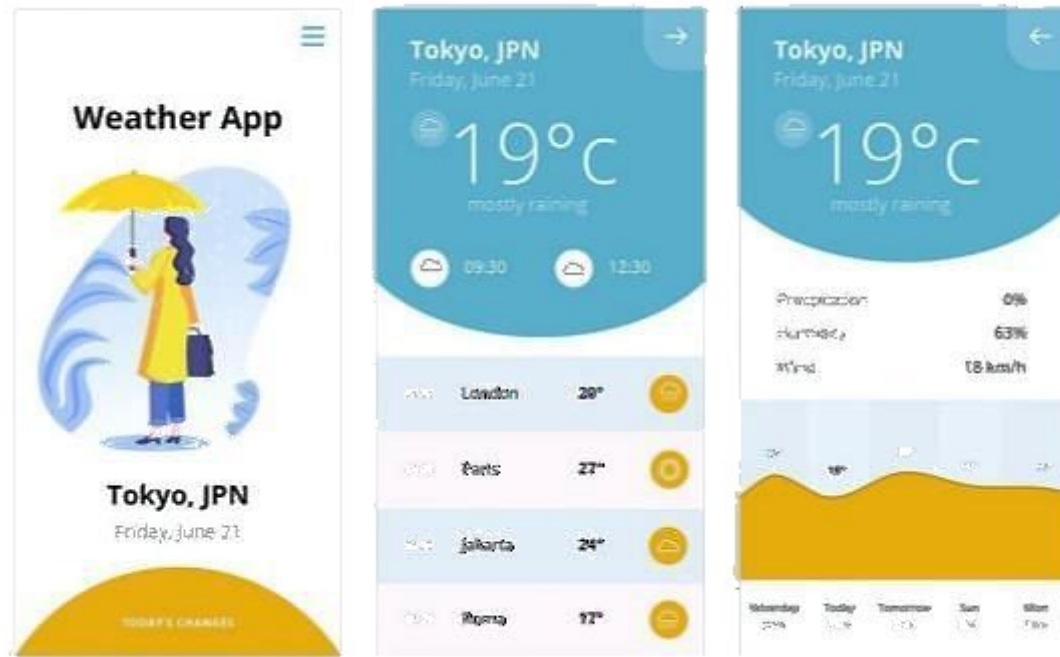 Weather App
Tokyo, JPN
Friday, June 21
TODAY'S CHANGES
Tokyo, JPN
Friday, June 21
19°c
mostly raining
09:30 12:30
London 20°
Paris 27°
Jakarta 24°
Roma 17°
Tokyo, JPN
Friday, June 21
19°c
mostly raining
Precipitation 0%
Humidity 63%
Wind 18 km/h
19°
Yesterday Today Tomorrow Sun Mon